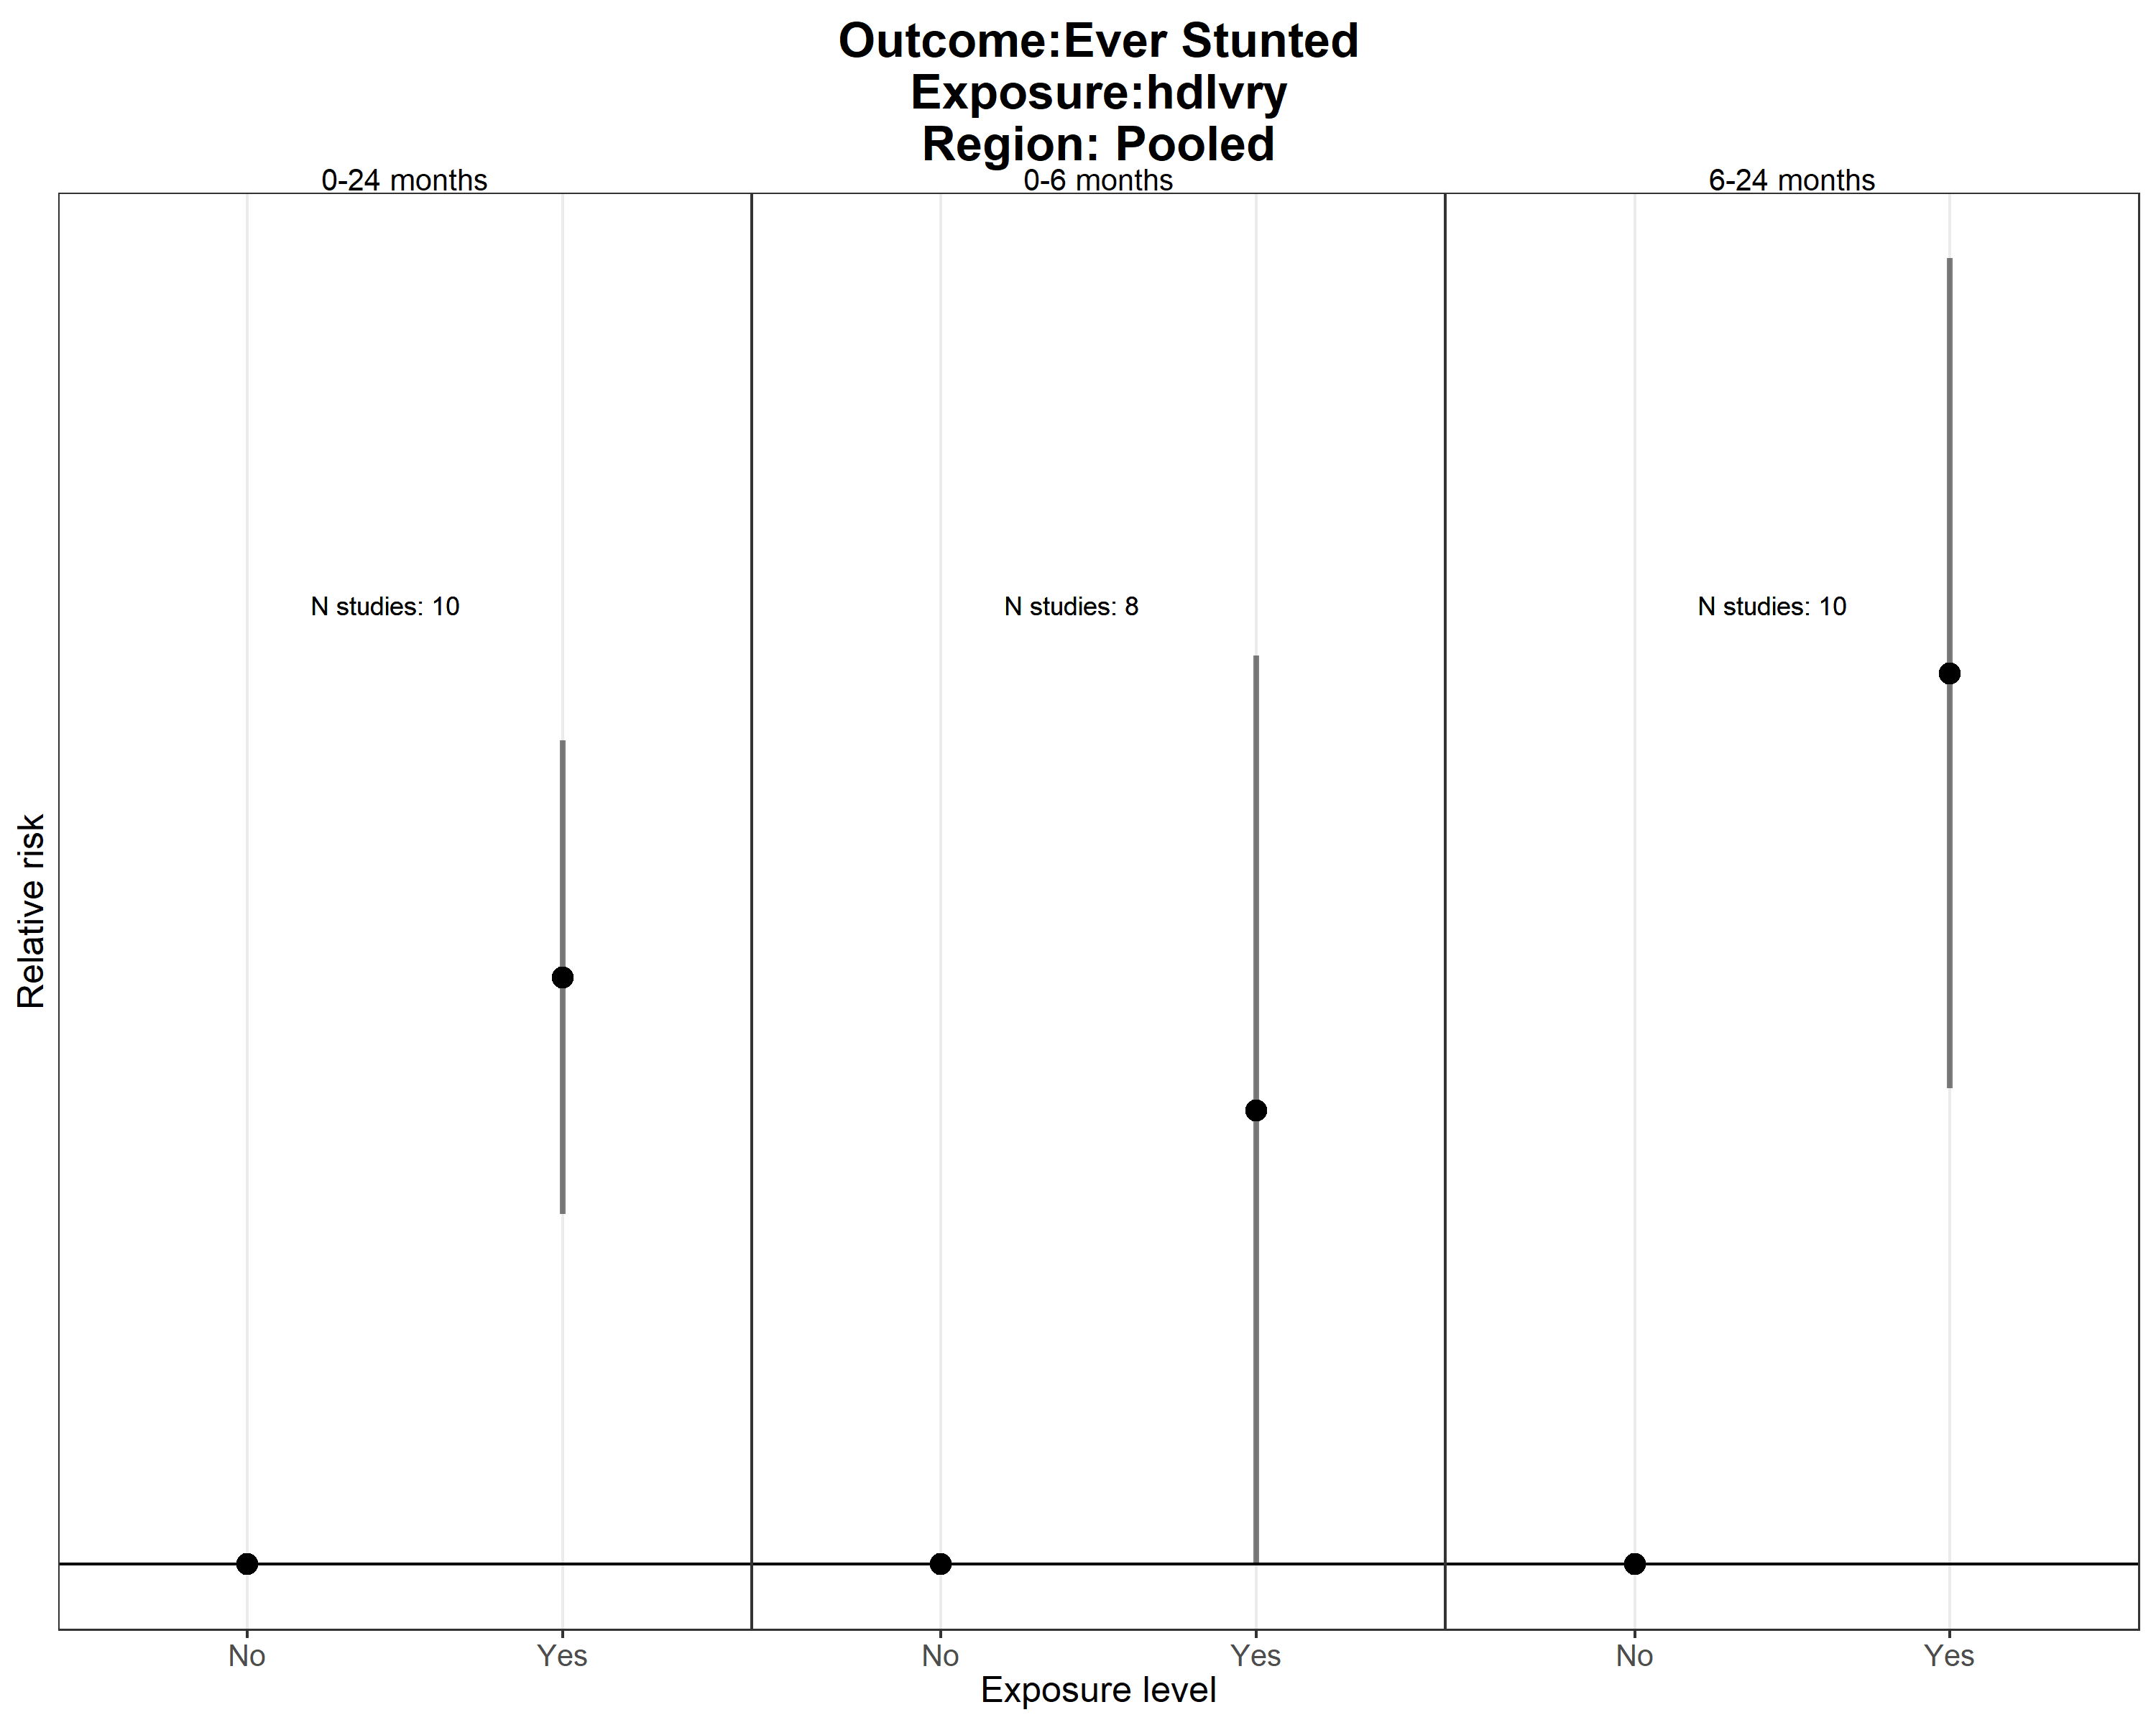 Outcome:Ever Stunted
Exposure:hdlvry
Region: Pooled
0-24 months
0-6 months
6-24 months
N studies: 10
N studies: 8
N studies: 10
Relative risk
No
Yes
No
Yes
No
Yes
Exposure level